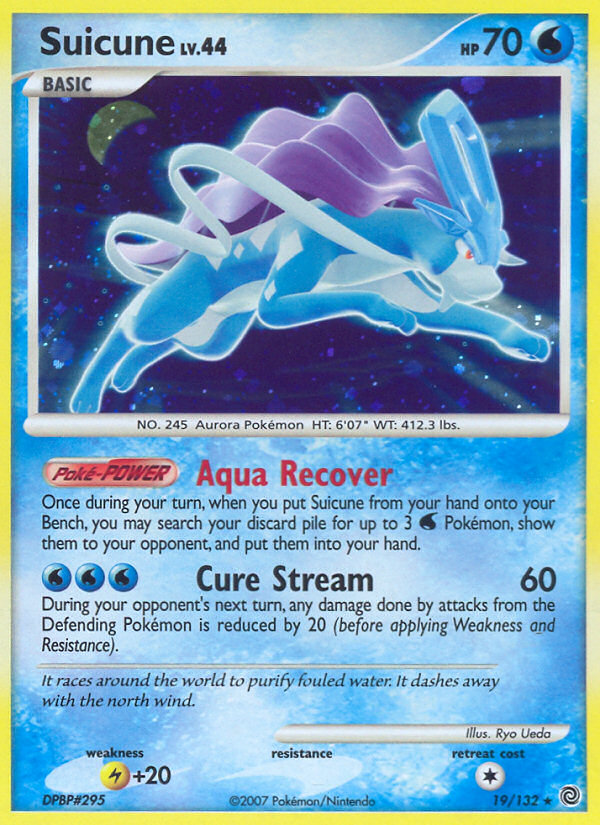 Suicune LV.44 HP 70
BASIC
NO. 245 Aurora Pokémon HT: 6'07" WT: 412.3 lbs.
Poké-POWER Aqua Recover
Once during your turn, when you put Suicune from your hand onto your
Bench, you may search your discard pile for up to 3 Pokémon, show
them to your opponent, and put them into your hand.
Cure Stream 60
During your opponent's next turn, any damage done by attacks from the
Defending Pokémon is reduced by 20 (before applying Weakness and
Resistance).
It races around the world to purify fouled water. It dashes away
with the north wind.
Illus. Ryo Ueda
weakness resistance retreat cost
+20
DPBP#295 ©2007 Pokémon/Nintendo 19/132 ★